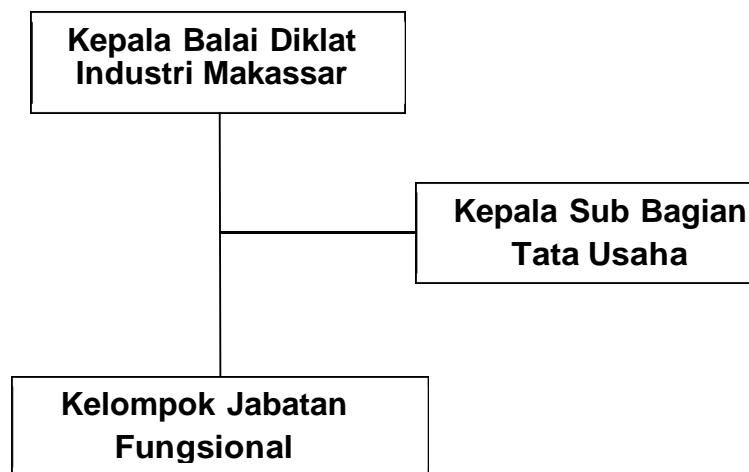 Kepala Balai Diklat
Industri Makassar
Kepala Sub Bagian
Tata Usaha
Kelompok Jabatan
Fungsional